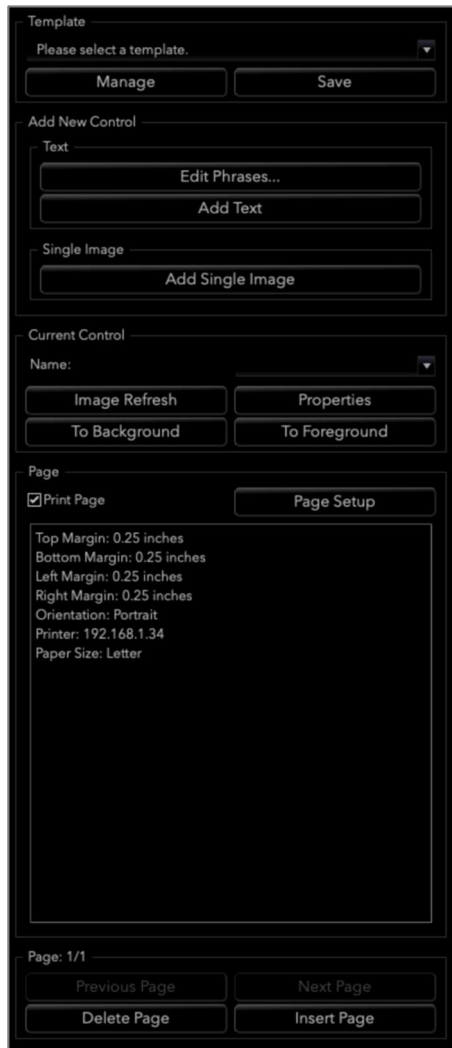 Template
Please select a template.
Manage Save
Add New Control
Text
Edit Phrases...
Add Text
Single Image
Add Single Image
Current Control
Name:
Image Refresh Properties
To Background To Foreground
Page
Print Page Page Setup
Top Margin: 0.25 inches
Bottom Margin: 0.25 inches
Left Margin: 0.25 inches
Right Margin: 0.25 inches
Orientation: Portrait
Printer: 192.168.1.34
Paper Size: Letter
Page: 1/1
Previous Page Next Page
Delete Page Insert Page